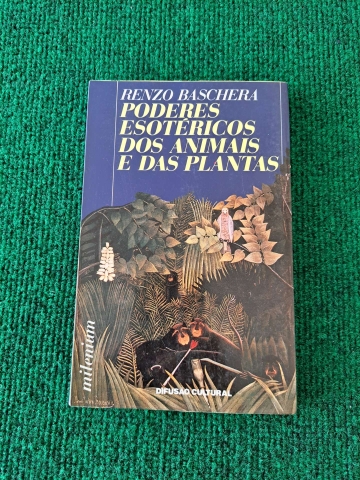 RENZO BASCHERA
PODERES
ESOTÉRICOS
DOS ANIMAIS
E DAS PLANTAS
milenium
DIFUSÃO CULTURAL